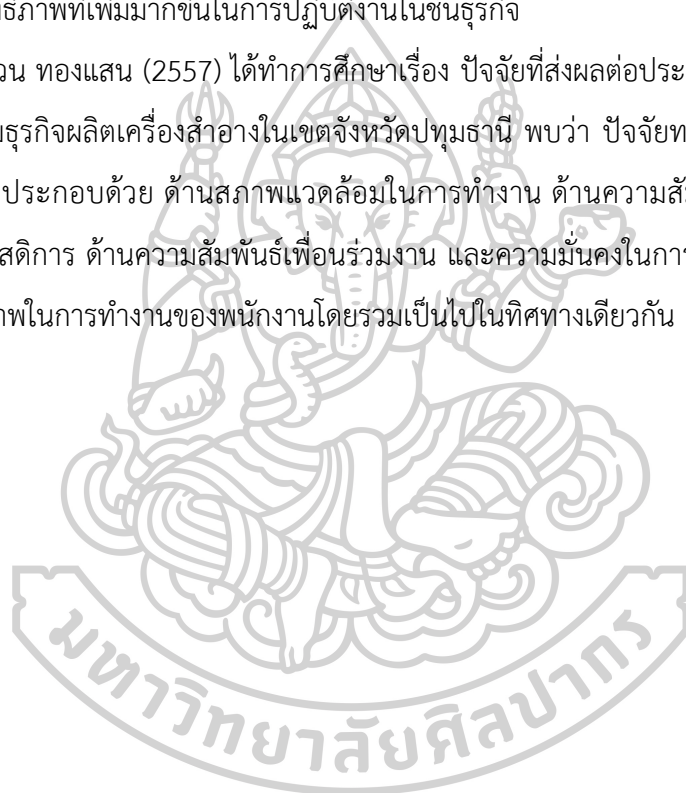 ธิภาพที่เพิ่มมากขึ้นในการปฏิบัติงานในชั้นธุรกิจ
วน ทองแสน (2557) ได้ทำการศึกษาเรื่อง ปัจจัยที่ส่งผลต่อประ
ธุรกิจผลิตเครื่องสำอางในเขตจังหวัดปทุมธานี พบว่า ปัจจัยท
ประกอบด้วย ด้านสภาพแวดล้อมในการทำงาน ด้านความสั
สดิการ ด้านความสัมพันธ์เพื่อนร่วมงาน และความมั่นคงในการ
าพในการทำงานของพนักงานโดยรวมเป็นไปในทิศทางเดียวกัน
มหาวิทยาลัยศิลปากร